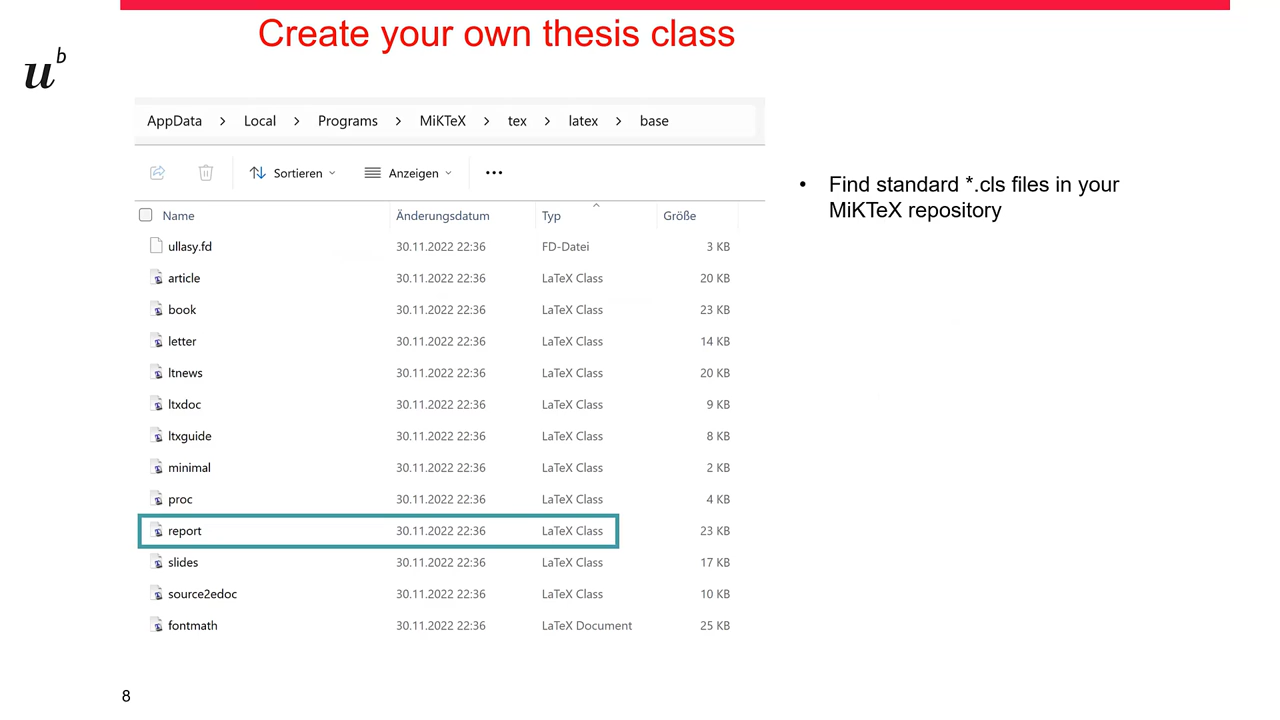 Create your own thesis class
u b
AppData > Local > Programs > MiKTeX > tex > latex > base
Sortieren Anzeigen ...
Name Änderungsdatum Typ Größe
ullasy.fd 30.11.2022 22:36 FD-Datei 3 KB
article 30.11.2022 22:36 LaTeX Class 20 KB
book 30.11.2022 22:36 LaTeX Class 23 KB
letter 30.11.2022 22:36 LaTeX Class 14 KB
ltnews 30.11.2022 22:36 LaTeX Class 20 KB
ltxdoc 30.11.2022 22:36 LaTeX Class 9 KB
ltxguide 30.11.2022 22:36 LaTeX Class 8 KB
minimal 30.11.2022 22:36 LaTeX Class 2 KB
proc 30.11.2022 22:36 LaTeX Class 4 KB
report 30.11.2022 22:36 LaTeX Class 23 KB
slides 30.11.2022 22:36 LaTeX Class 17 KB
source2edoc 30.11.2022 22:36 LaTeX Class 10 KB
fontmath 30.11.2022 22:36 LaTeX Document 25 KB
• Find standard *.cls files in your
MiKTeX repository
8